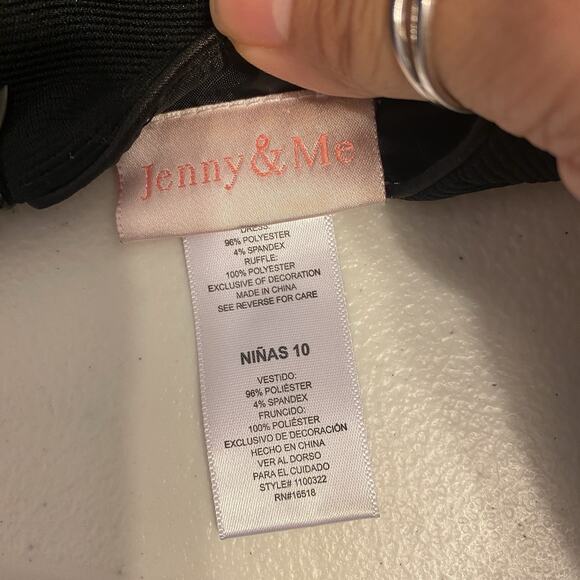 Jenny & Me
DRESS:
96% POLYESTER
4% SPANDEX
RUFFLE:
100% POLYESTER
EXCLUSIVE OF DECORATION
MADE IN CHINA
SEE REVERSE FOR CARE
NIÑAS 10
VESTIDO:
96% POLIÉSTER
4% SPANDEX
FRUNCIDO:
100% POLIÉSTER
EXCLUSIVO DE DECORACIÓN
HECHO EN CHINA
VER AL DORSO
PARA EL CUIDADO
STYLE# 1100322
RN#16518